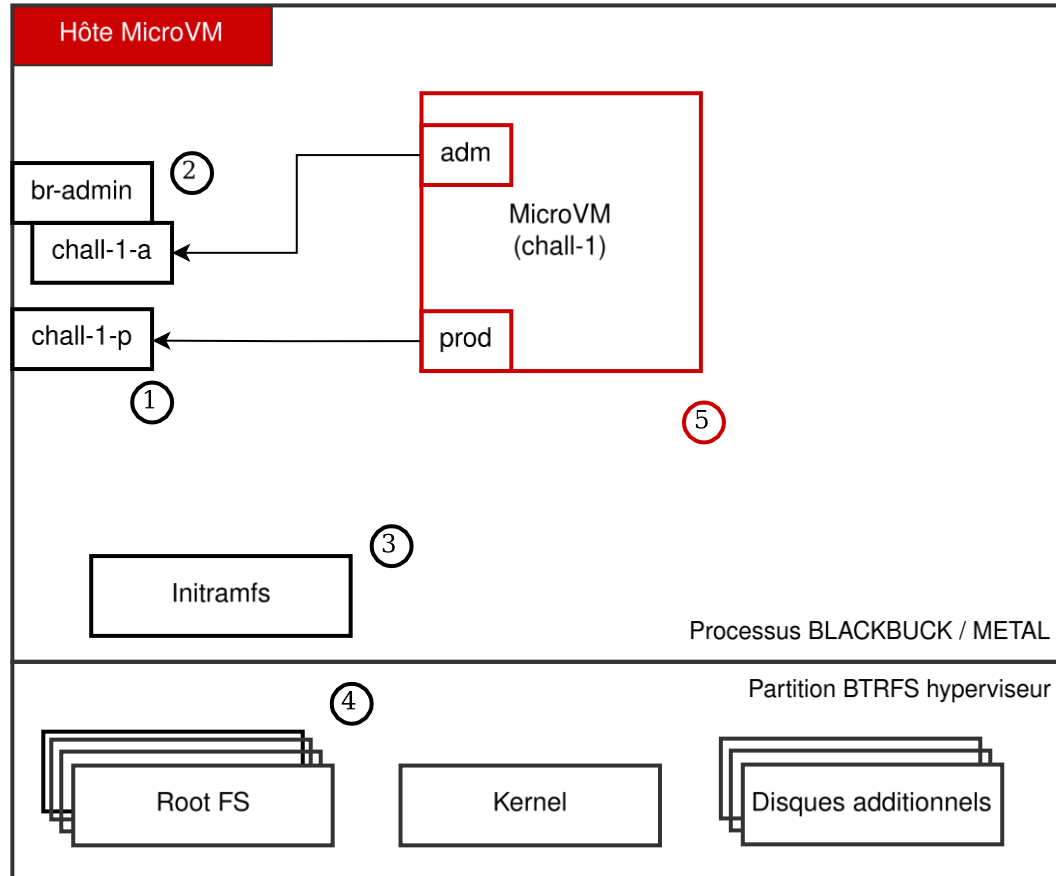 Hôte MicroVM
adm
2
br-admin
MicroVM
(chall-1)
chall-1-a
chall-1-p
prod
1
5
3
Initramfs
Processus BLACKBUCK / METAL
Partition BTRFS hyperviseur
4
Root FS
Kernel
Disques additionnels